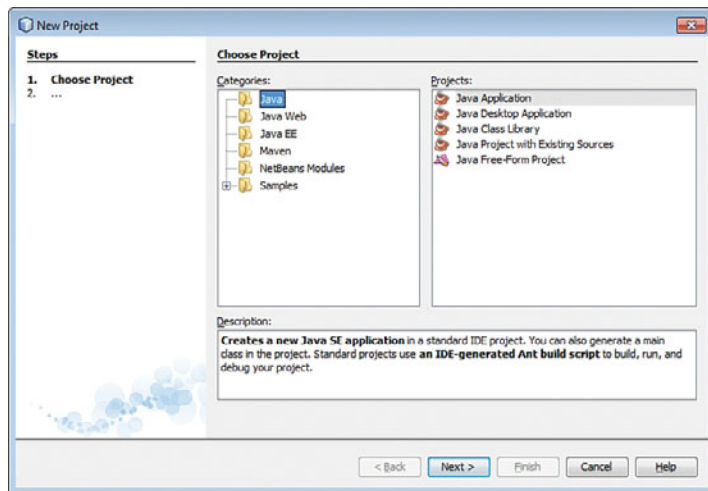 New Project
Steps
1. Choose Project
2. ...
Choose Project
Categories:
Java
Java Web
Java EE
Maven
NetBeans Modules
Samples
Projects:
Java Application
Java Desktop Application
Java Class Library
Java Project with Existing Sources
Java Free-Form Project
Description:
Creates a new Java SE application in a standard IDE project. You can also generate a main
class in the project. Standard projects use an IDE-generated Ant build script to build, run, and
debug your project.
< Back
Next >
Finish
Cancel
Help